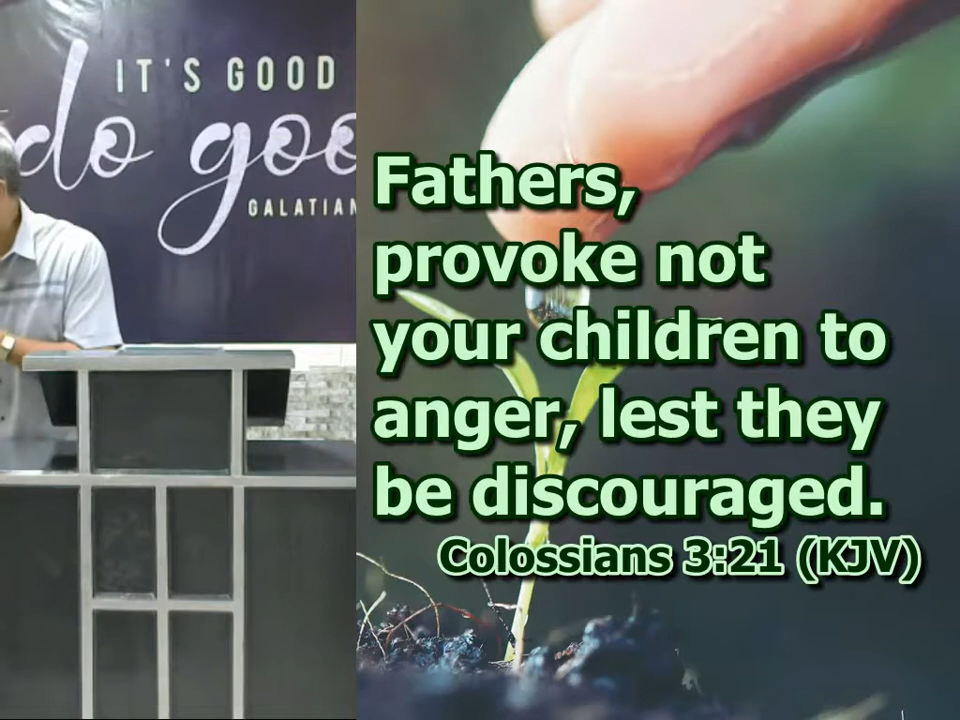 IT'S GOOD
do
GALATIAN
Fathers,
provoke not
your children to
anger, lest they
be discouraged.
Colossians 3:21 (KJV)